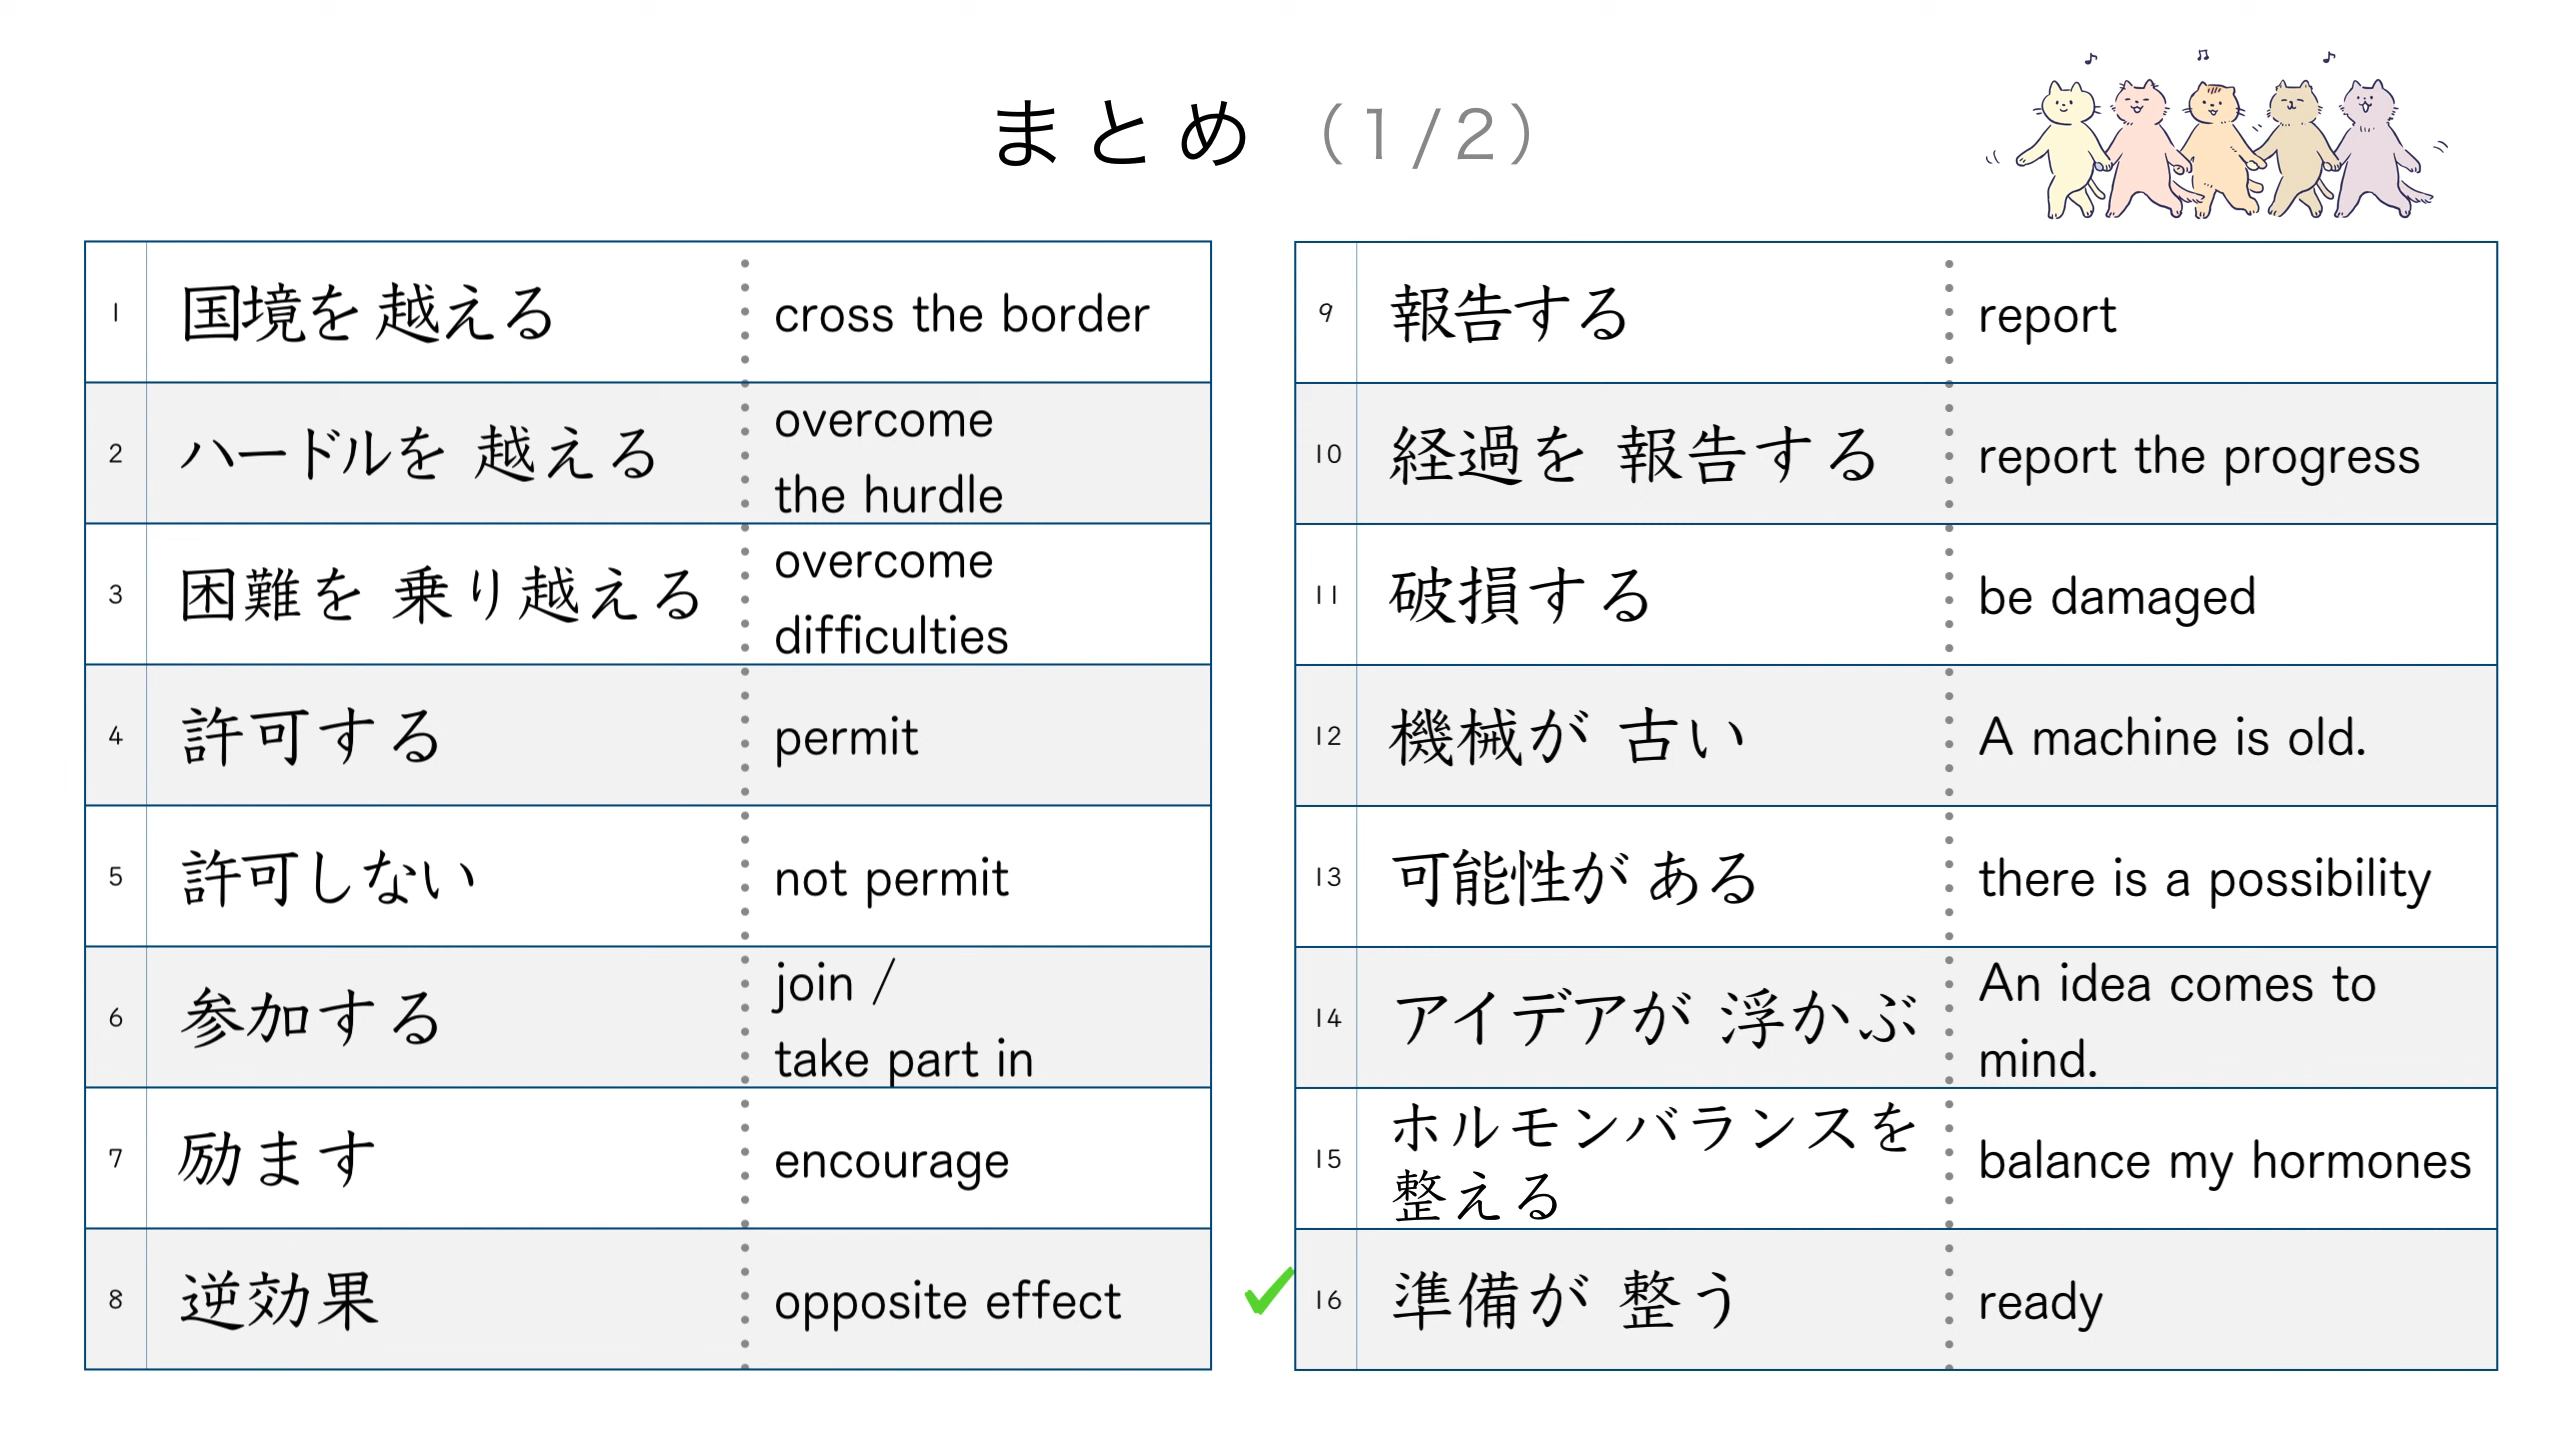 まとめ（1/2）
1 国境を 越える cross the border
2 ハードルを 越える overcome
the hurdle
3 困難を 乗り越える overcome
difficulties
4 許可する permit
5 許可しない not permit
6 参加する join /
take part in
7 励ます encourage
8 逆効果 opposite effect
9 報告する report
10 経過を 報告する report the progress
11 破損する be damaged
12 機械が 古い A machine is old.
13 可能性が ある there is a possibility
14 アイデアが 浮かぶ An idea comes to
mind.
15 ホルモンバランスを
整える balance my hormones
16 準備が 整う ready